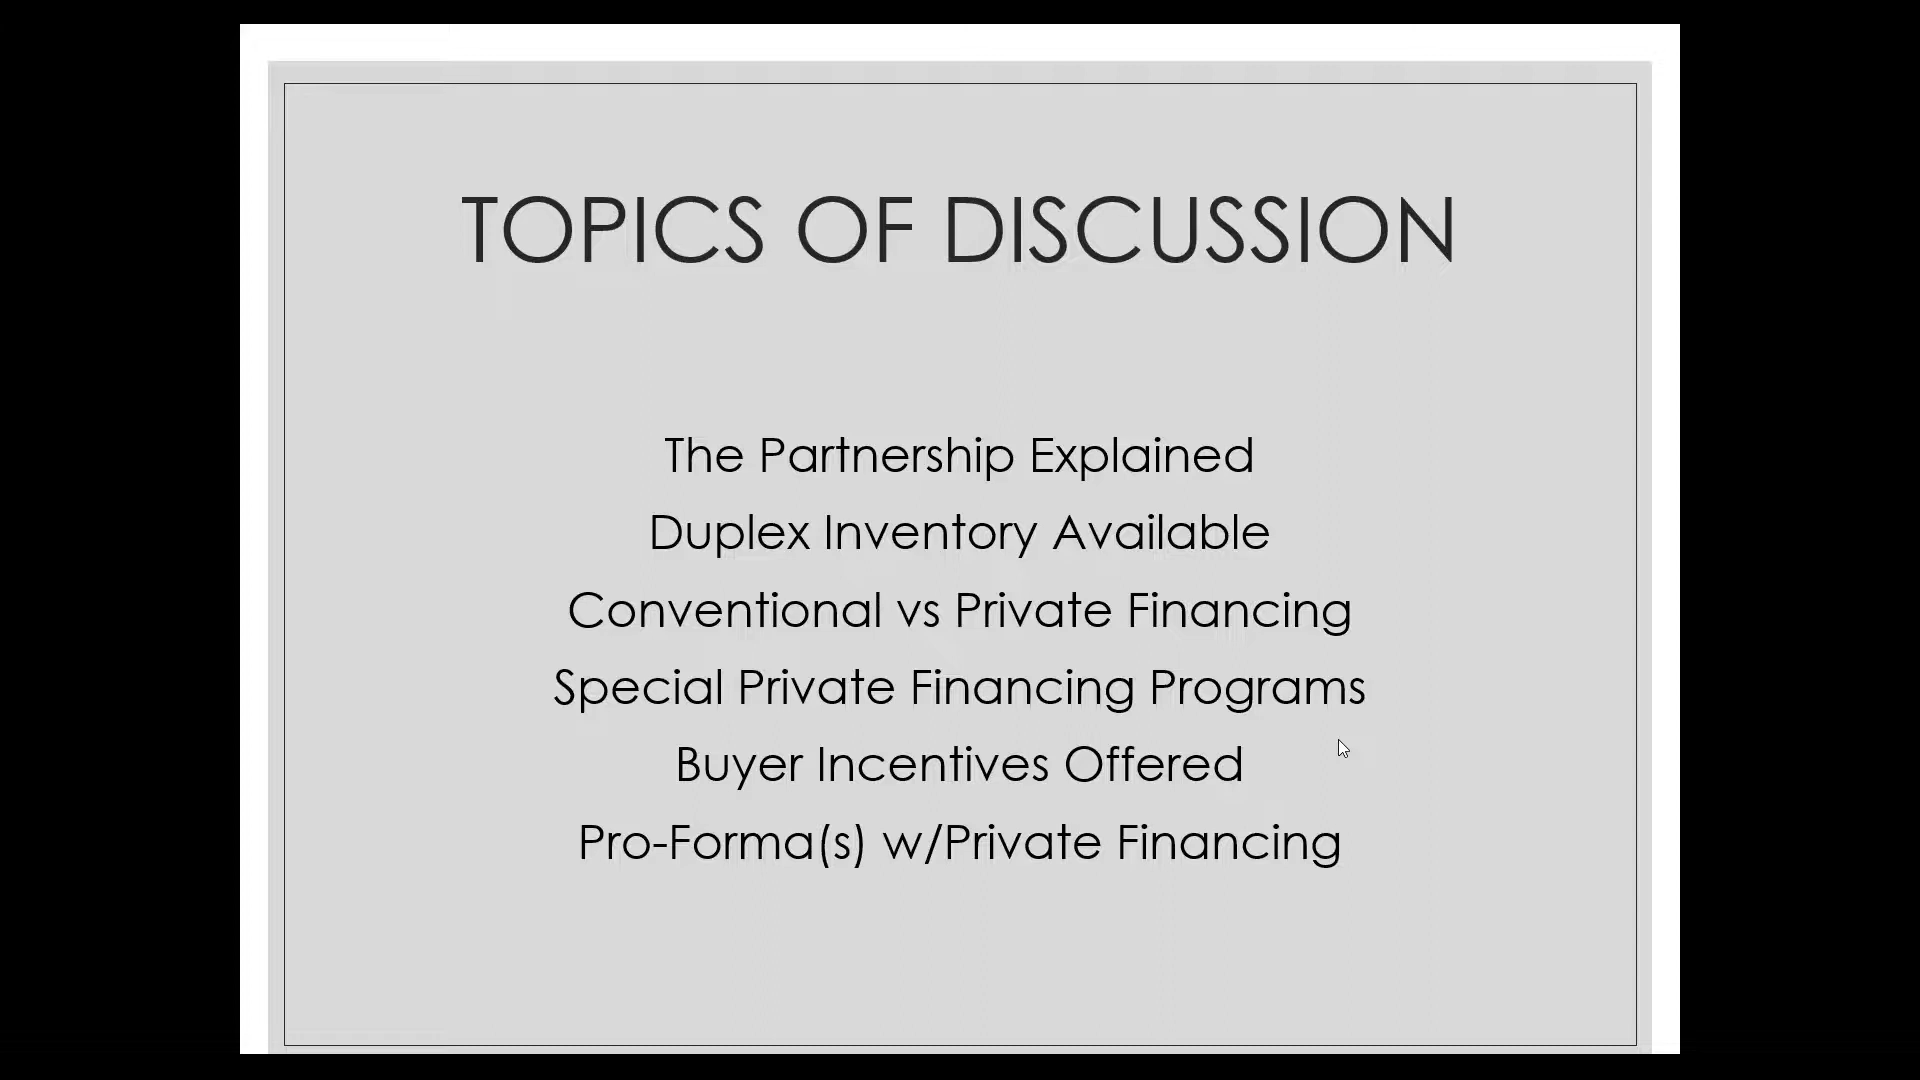 TOPICS OF DISCUSSION
The Partnership Explained
Duplex Inventory Available
Conventional vs Private Financing
Special Private Financing Programs
Buyer Incentives Offered
Pro-Forma(s) w/Private Financing